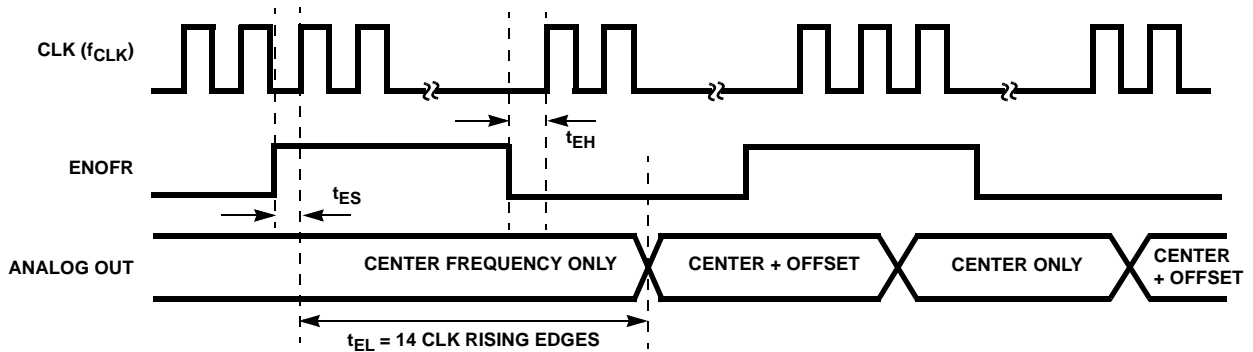 CLK (fCLK)
tEH
ENOFR
tES
ANALOG OUT
CENTER FREQUENCY ONLY
CENTER + OFFSET
CENTER ONLY
CENTER
+ OFFSET
tEL = 14 CLK RISING EDGES